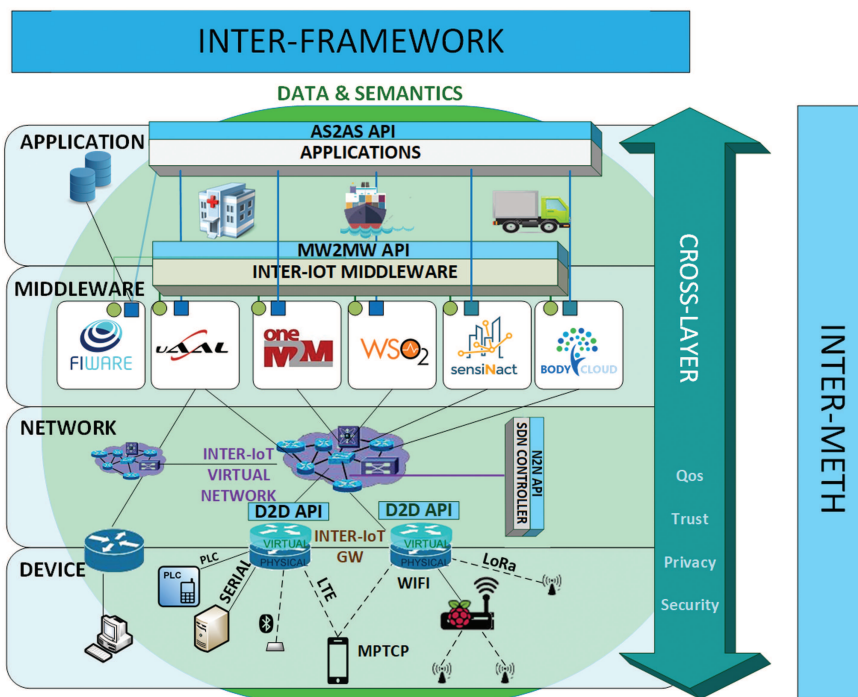 INTER-FRAMEWORK
DATA & SEMANTICS
AS2AS API
APPLICATION
APPLICATIONS
MW2MW API
INTER-IOT MIDDLEWARE
MIDDLEWARE
FIWARE
uAAL
one
M2M
WSO2
sensiNact
BODY CLOUD
NETWORK
INTER-IoT
VIRTUAL
NETWORK
N2N API
SDN CONTROLLER
D2D API
D2D API
VIRTUAL
PHYSICAL
INTER-IoT
GW
VIRTUAL
PHYSICAL
DEVICE
PLC
PLC
SERIAL
LTE
WIFI
LoRa
MPTCP
CROSS-LAYER
Qos
Trust
Privacy
Security
INTER-METH